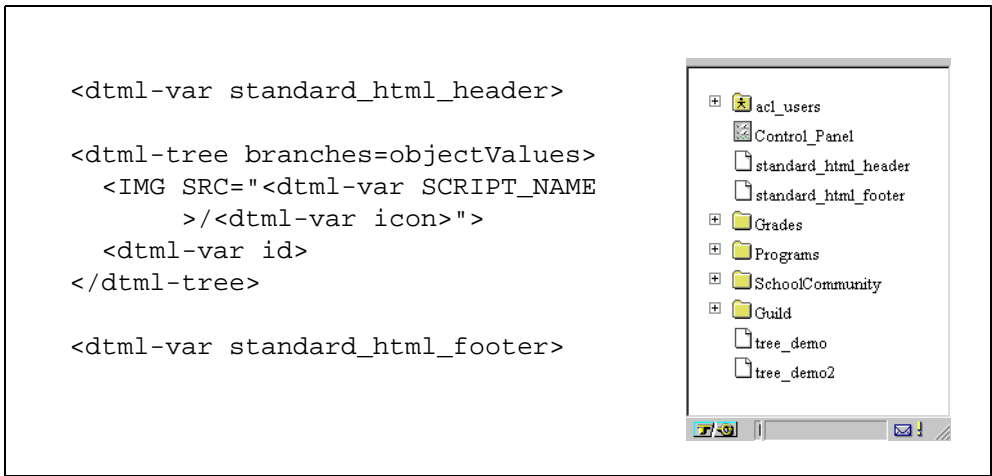 <dtml-var standard_html_header>
<dtml-tree branches=objectValues>
<IMG SRC="<dtml-var SCRIPT_NAME
>/<dtml-var icon>">
<dtml-var id>
</dtml-tree>
<dtml-var standard_html_footer>
acl_users
Control_Panel
standard_html_header
standard_html_footer
Grades
Programs
SchoolCommunity
Guild
tree_demo
tree_demo2